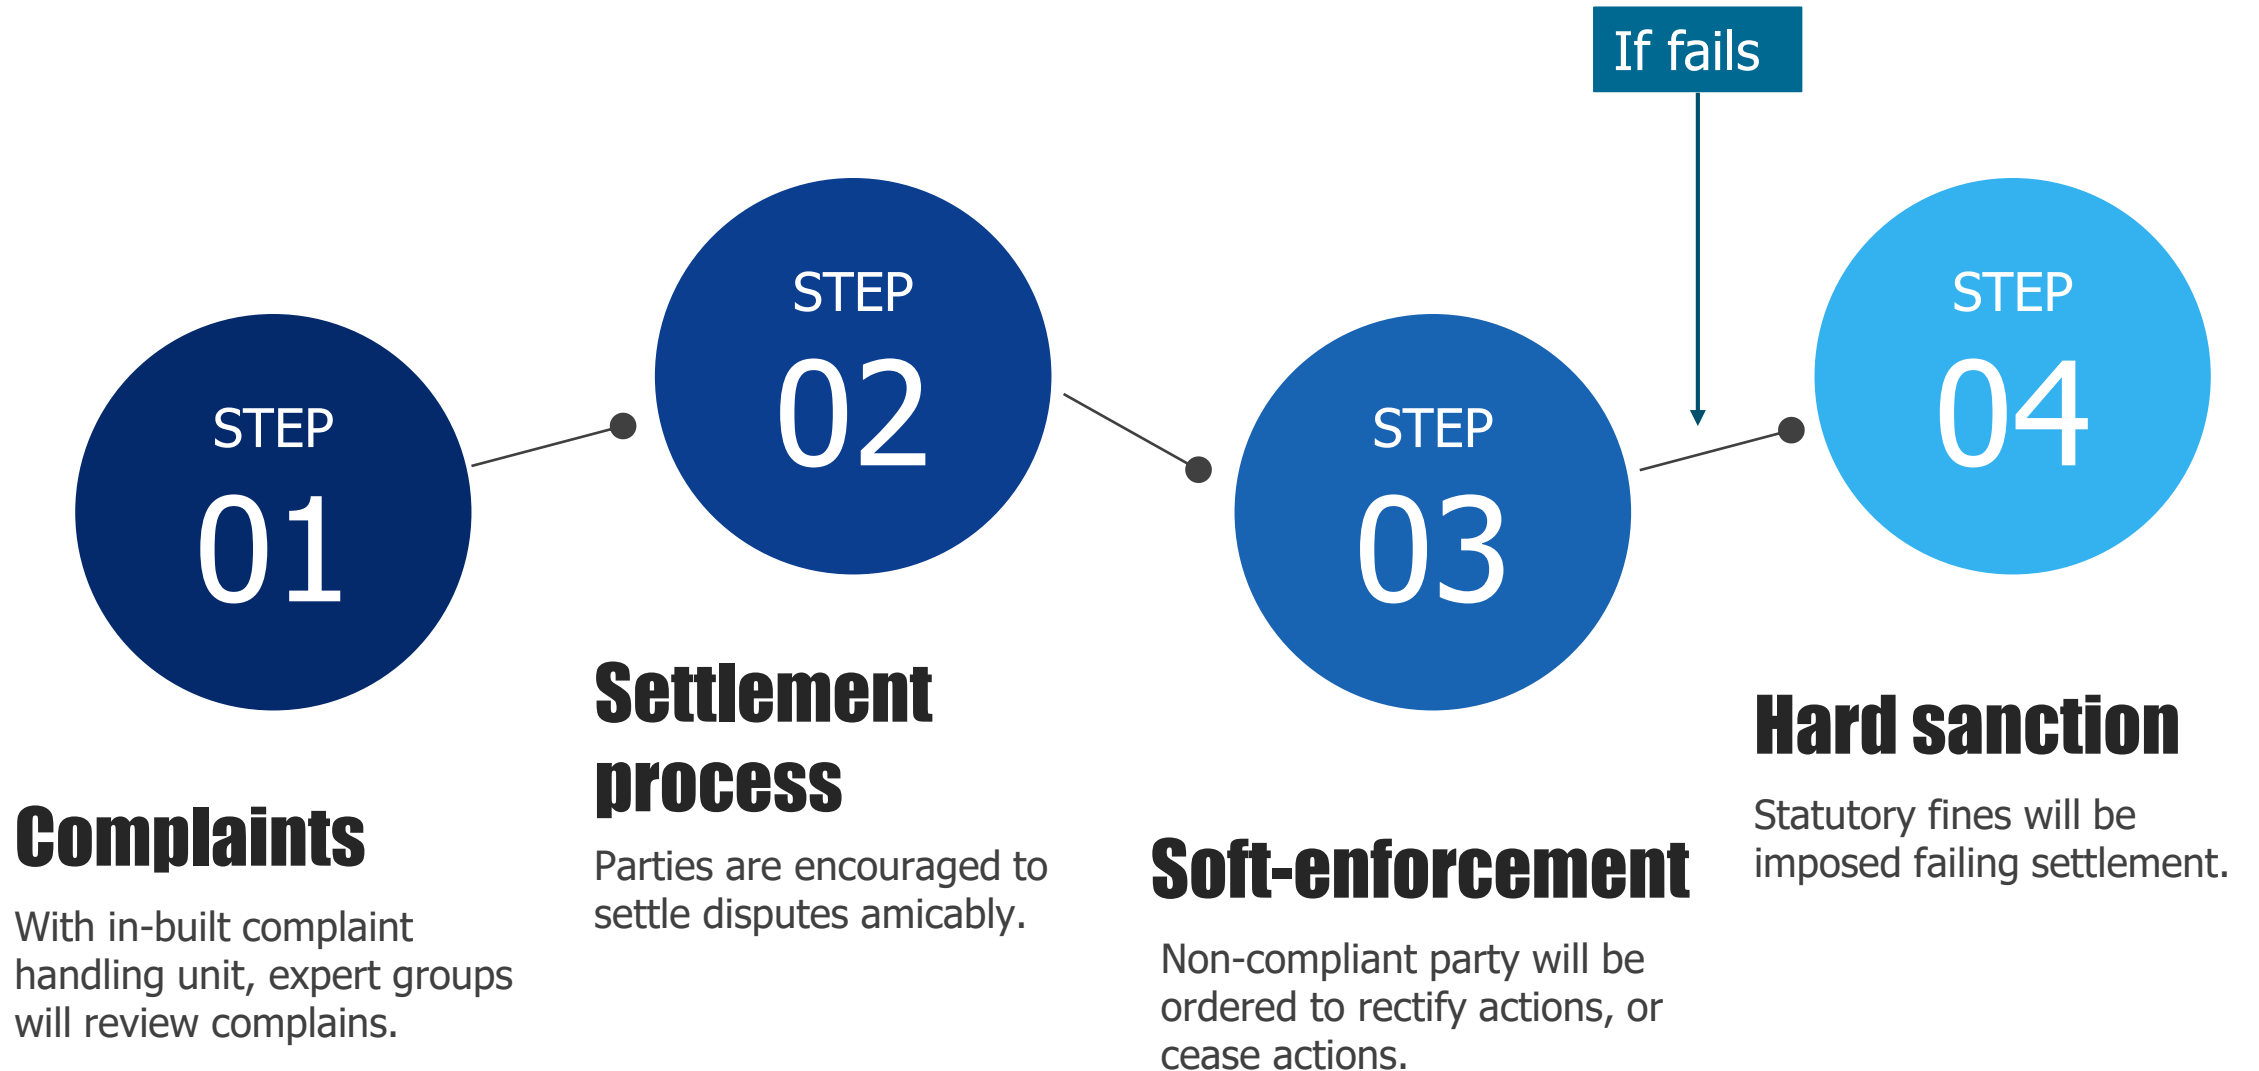 If fails
STEP
01
Complaints
With in-built complaint
handling unit, expert groups
will review complains.
STEP
02
Settlement
process
Parties are encouraged to
settle disputes amicably.
STEP
03
Soft-enforcement
Non-compliant party will be
ordered to rectify actions, or
cease actions.
STEP
04
Hard sanction
Statutory fines will be
imposed failing settlement.